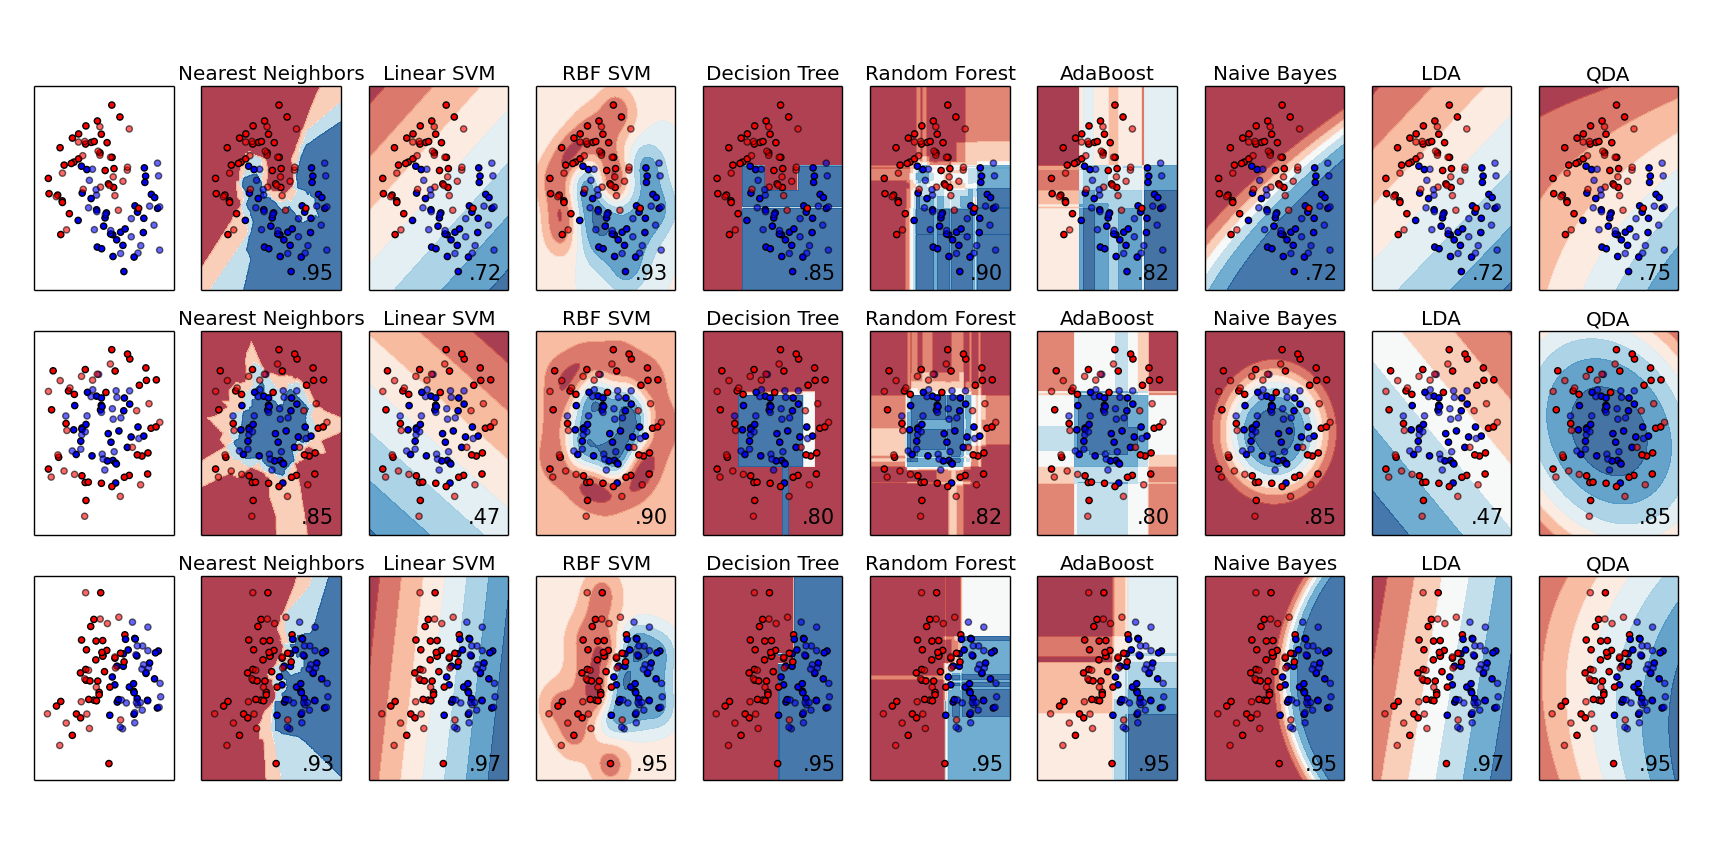 Nearest Neighbors Linear SVM RBF SVM Decision Tree Random Forest AdaBoost Naive Bayes LDA QDA
.95 .72 .93 .85 .90 .82 .72 .72 .75
Nearest Neighbors Linear SVM RBF SVM Decision Tree Random Forest AdaBoost Naive Bayes LDA QDA
.85 .47 .90 .80 .82 .80 .85 .47 .85
Nearest Neighbors Linear SVM RBF SVM Decision Tree Random Forest AdaBoost Naive Bayes LDA QDA
.93 .97 .95 .95 .95 .95 .95 .97 .95